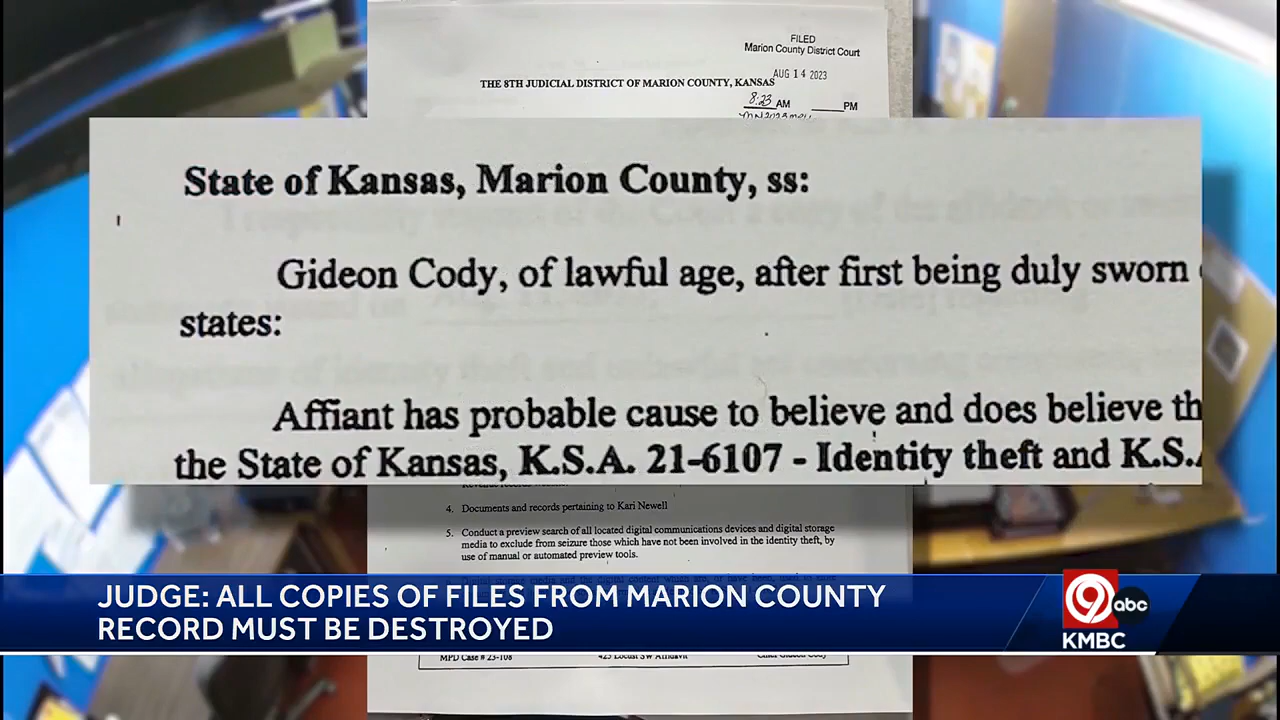 FILED
Marion County District Court
AUG 14 2023
THE 8TH JUDICIAL DISTRICT OF MARION COUNTY, KANSAS
8:23 AM ____PM
State of Kansas, Marion County, ss:
Gideon Cody, of lawful age, after first being duly sworn
states:
Affiant has probable cause to believe and does believe th
the State of Kansas, K.S.A. 21-6107 - Identity theft and K.S.A
4. Documents and records pertaining to Kari Newell
5. Conduct a preview search of all located digital communications devices and digital storage
media to exclude from seizure those which have not been involved in the identity theft, by
use of manual or automated preview tools.
JUDGE: ALL COPIES OF FILES FROM MARION COUNTY
RECORD MUST BE DESTROYED
9 abc
KMBC
MPD Case # 23-108